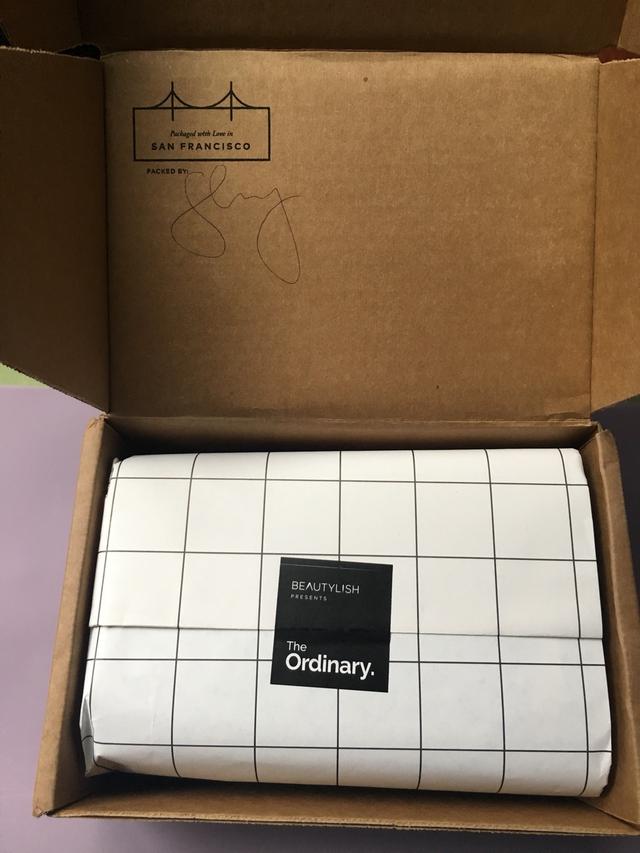 Packaged with Love in
SAN FRANCISCO
PACKED BY:
BEAUTYLISH
PRESENTS
The
Ordinary.